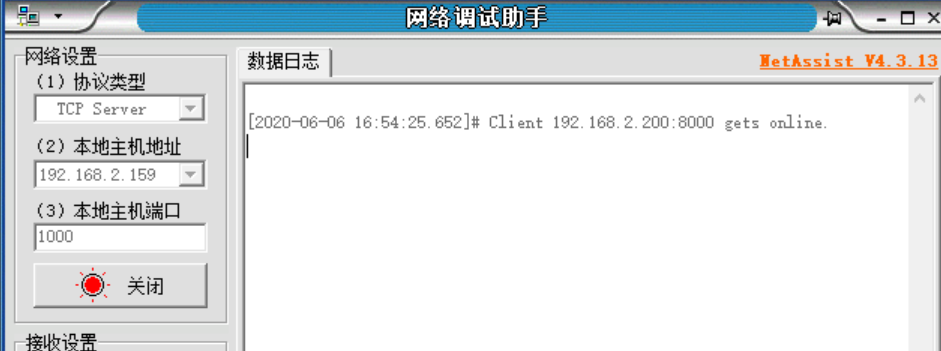 网络调试助手
网络设置
（1）协议类型
TCP Server
（2）本地主机地址
192.168.2.159
（3）本地主机端口
1000
关闭
接收设置
数据日志
NetAssist V4.3.13
[2020-06-06 16:54:25.652]# Client 192.168.2.200:8000 gets online.